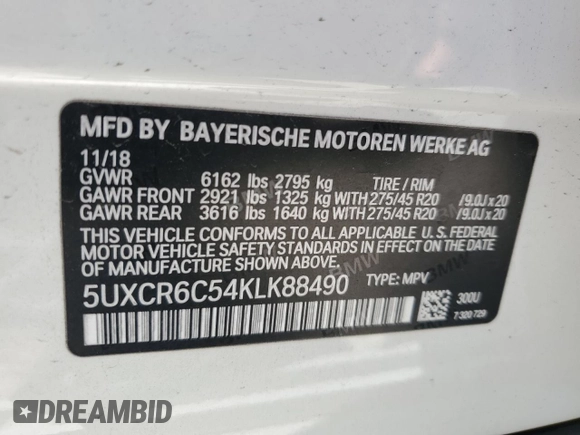 MFD BY BAYERISCHE MOTOREN WERKE AG
11/18
GVWR 6162 lbs 2795 kg TIRE / RIM
GAWR FRONT 2921 lbs 1325 kg WITH 275/45 R20 /9.0J x 20
GAWR REAR 3616 lbs 1640 kg WITH 275/45 R20 /9.0J x 20
THIS VEHICLE CONFORMS TO ALL APPLICABLE U. S. FEDERAL
MOTOR VEHICLE SAFETY STANDARDS IN EFFECT ON THE DATE
OF MANUFACTURE SHOWN ABOVE.
5UXCR6C54KLK88490 TYPE: MPV
300U
7 320 729
DREAMBID